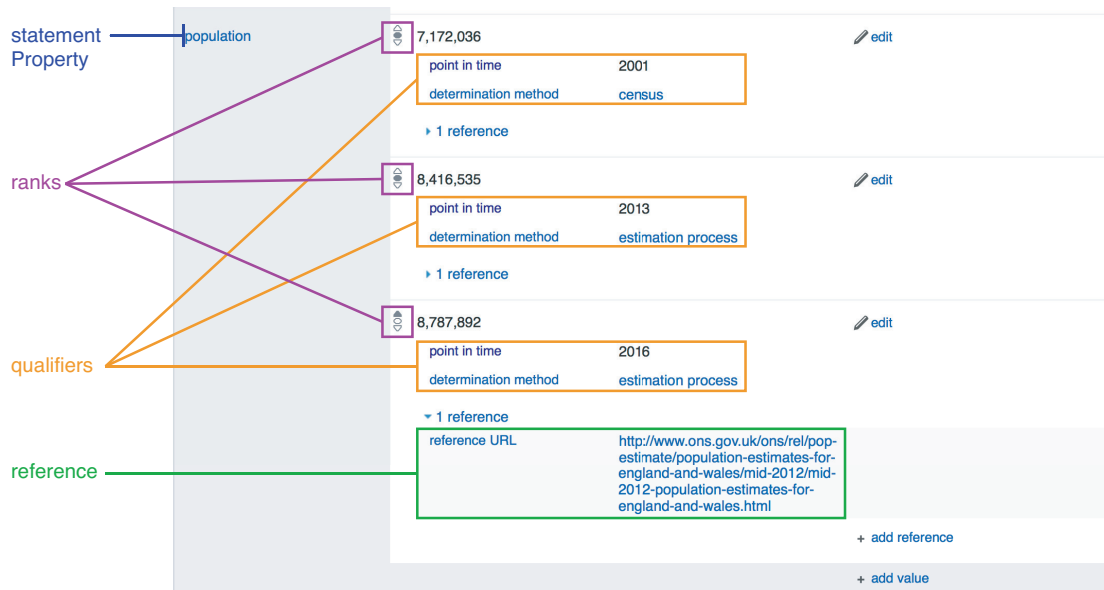 statement
Property
population
7,172,036
edit
point in time 2001
determination method census
1 reference
ranks
8,416,535
edit
point in time 2013
determination method estimation process
1 reference
8,787,892
edit
qualifiers
point in time 2016
determination method estimation process
1 reference
reference
reference URL http://www.ons.gov.uk/ons/rel/pop-
estimate/population-estimates-for-
england-and-wales/mid-2012/mid-
2012-population-estimates-for-
england-and-wales.html
+ add reference
+ add value